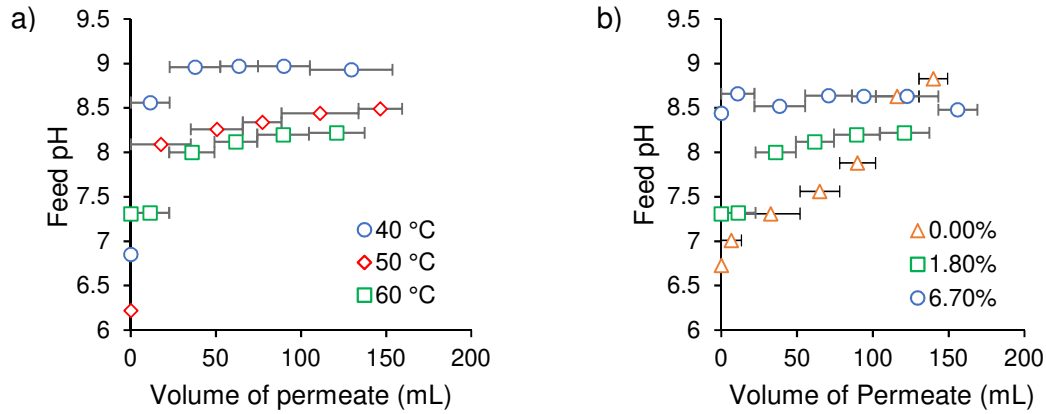 a)
9.5
9
8.5
8
7.5
7
6.5
6
Feed pH
40 °C
50 °C
60 °C
0 50 100 150 200
Volume of permeate (mL)
b)
9.5
9
8.5
8
7.5
7
6.5
6
Feed pH
0.00%
1.80%
6.70%
0 50 100 150 200
Volume of Permeate (mL)